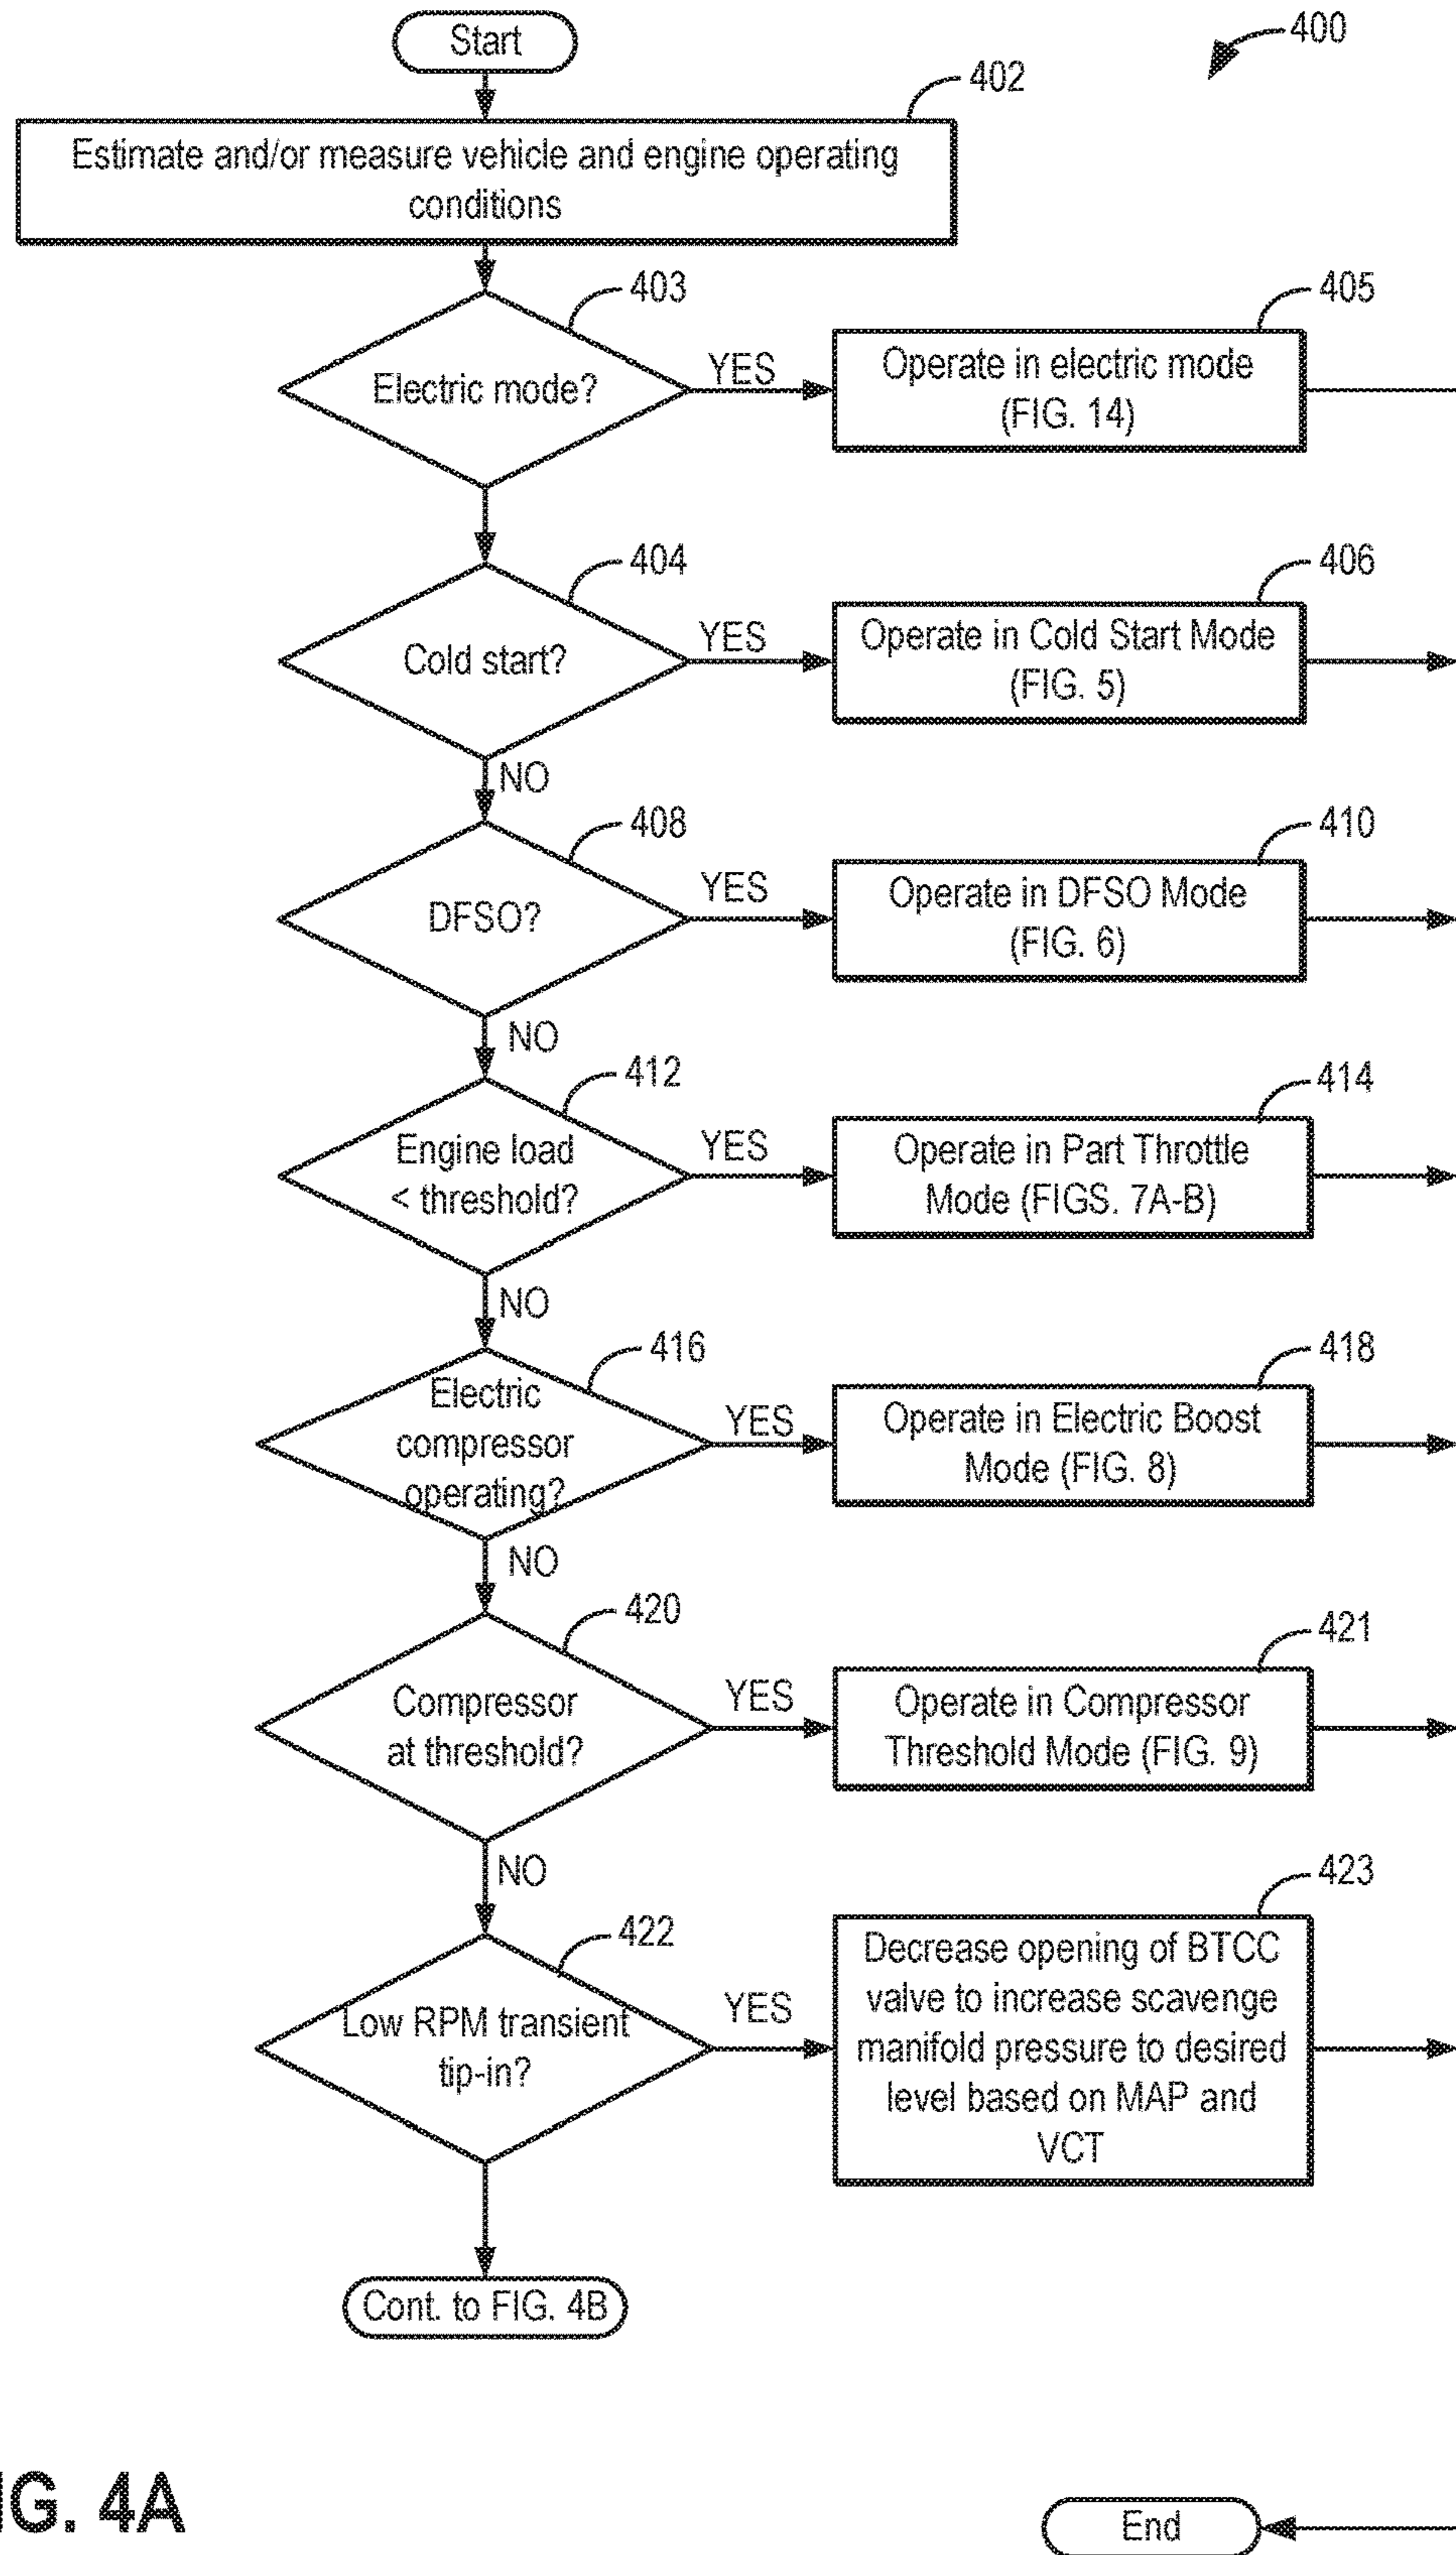 Start
400
402
Estimate and/or measure vehicle and engine operating
conditions
403
405
Electric mode?
YES
Operate in electric mode
(FIG. 14)
404
406
Cold start?
YES
Operate in Cold Start Mode
(FIG. 5)
NO
408
410
DFSO?
YES
Operate in DFSO Mode
(FIG. 6)
NO
412
414
Engine load
< threshold?
YES
Operate in Part Throttle
Mode (FIGS. 7A-B)
NO
416
418
Electric
compressor
operating?
YES
Operate in Electric Boost
Mode (FIG. 8)
NO
420
421
Compressor
at threshold?
YES
Operate in Compressor
Threshold Mode (FIG. 9)
NO
422
423
Low RPM transient
tip-in?
YES
Decrease opening of BTCC
valve to increase scavenge
manifold pressure to desired
level based on MAP and
VCT
Cont. to FIG. 4B
IG. 4A
End